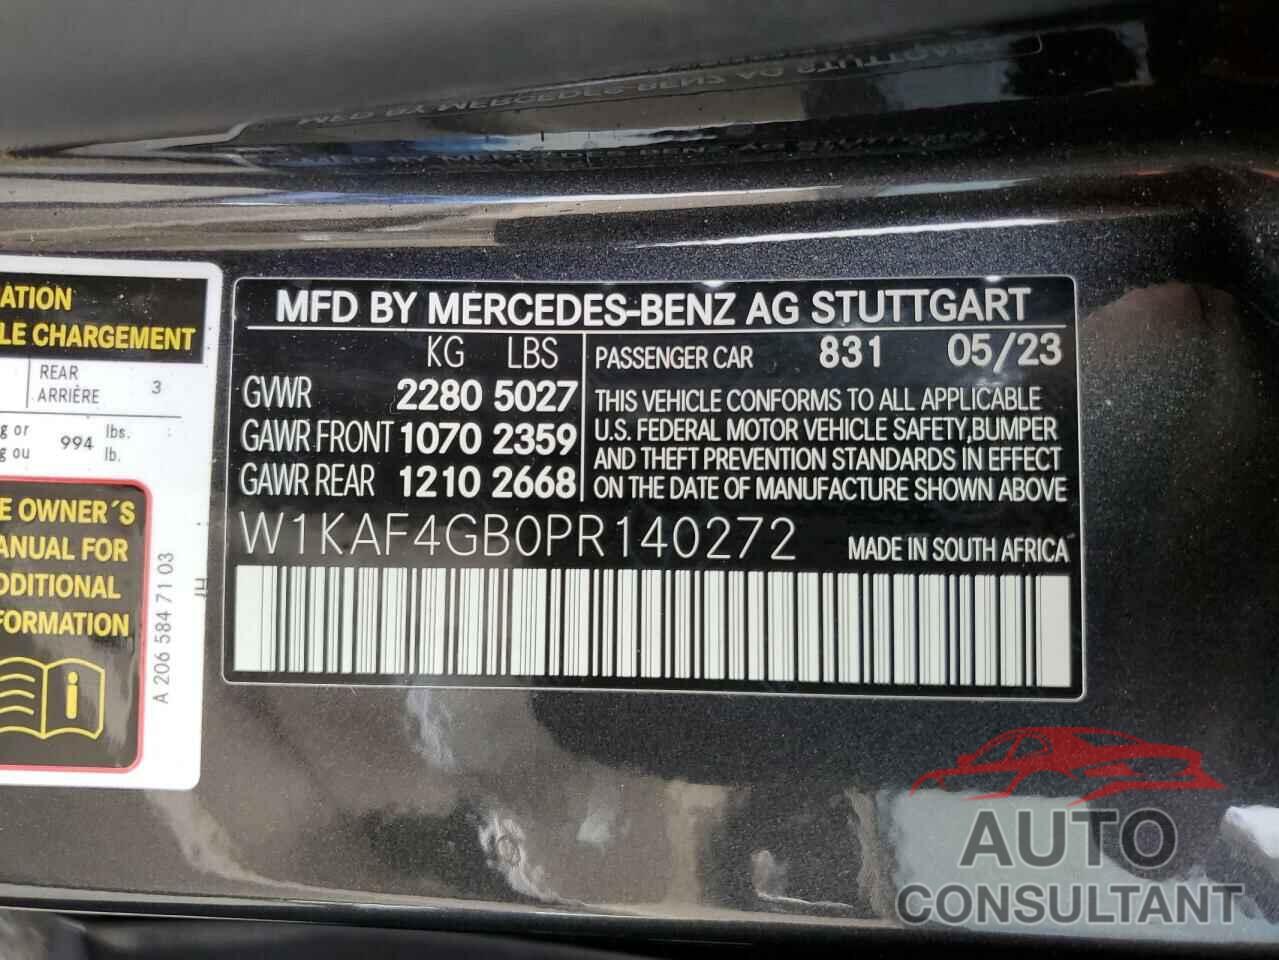 MFD BY MERCEDES-BENZ AG STUTTGART
KG LBS
GVWR 2280 5027
GAWR FRONT 1070 2359
GAWR REAR 1210 2668
PASSENGER CAR 831 05/23
THIS VEHICLE CONFORMS TO ALL APPLICABLE
U.S. FEDERAL MOTOR VEHICLE SAFETY,BUMPER
AND THEFT PREVENTION STANDARDS IN EFFECT
ON THE DATE OF MANUFACTURE SHOWN ABOVE
W1KAF4GB0PR140272 MADE IN SOUTH AFRICA
ATION
LE CHARGEMENT
REAR
ARRIÈRE 3
g or 994 lbs.
g ou lb.
E OWNER´S
ANUAL FOR
DDITIONAL
FORMATION
A 206 584 71 03
AUTO
CONSULTANT